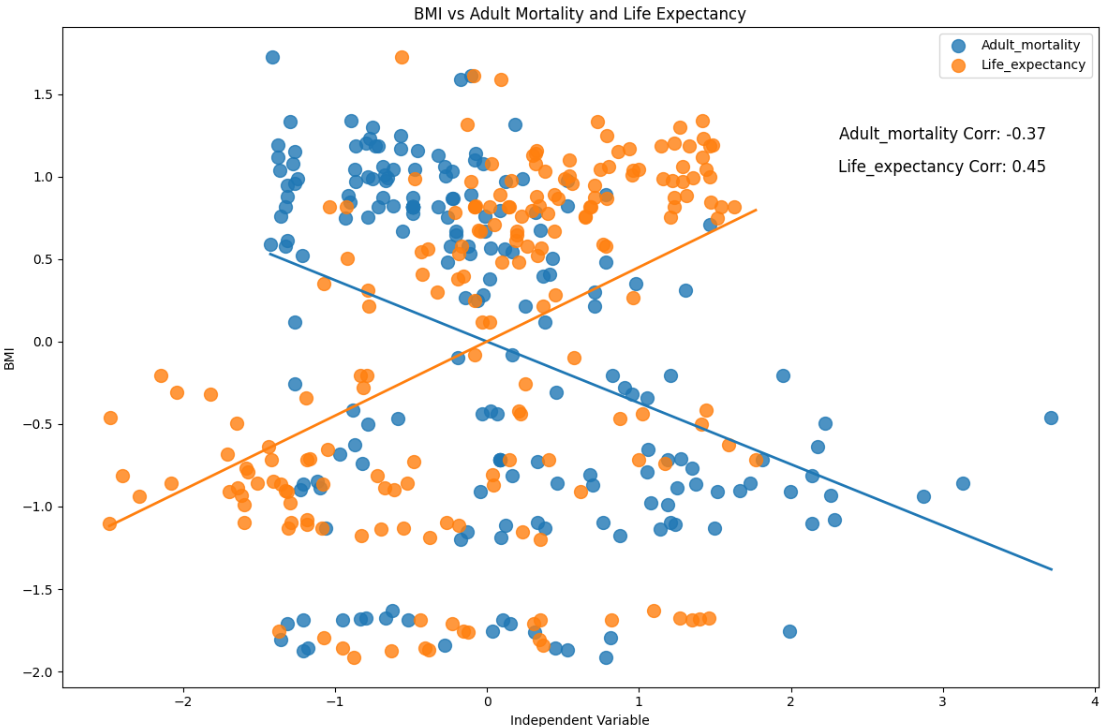 BMI vs Adult Mortality and Life Expectancy
Adult_mortality
Life_expectancy
Adult_mortality Corr: -0.37
Life_expectancy Corr: 0.45
BMI
1.5
1.0
0.5
0.0
−0.5
−1.0
−1.5
−2.0
−2
−1
0
1
2
3
4
Independent Variable